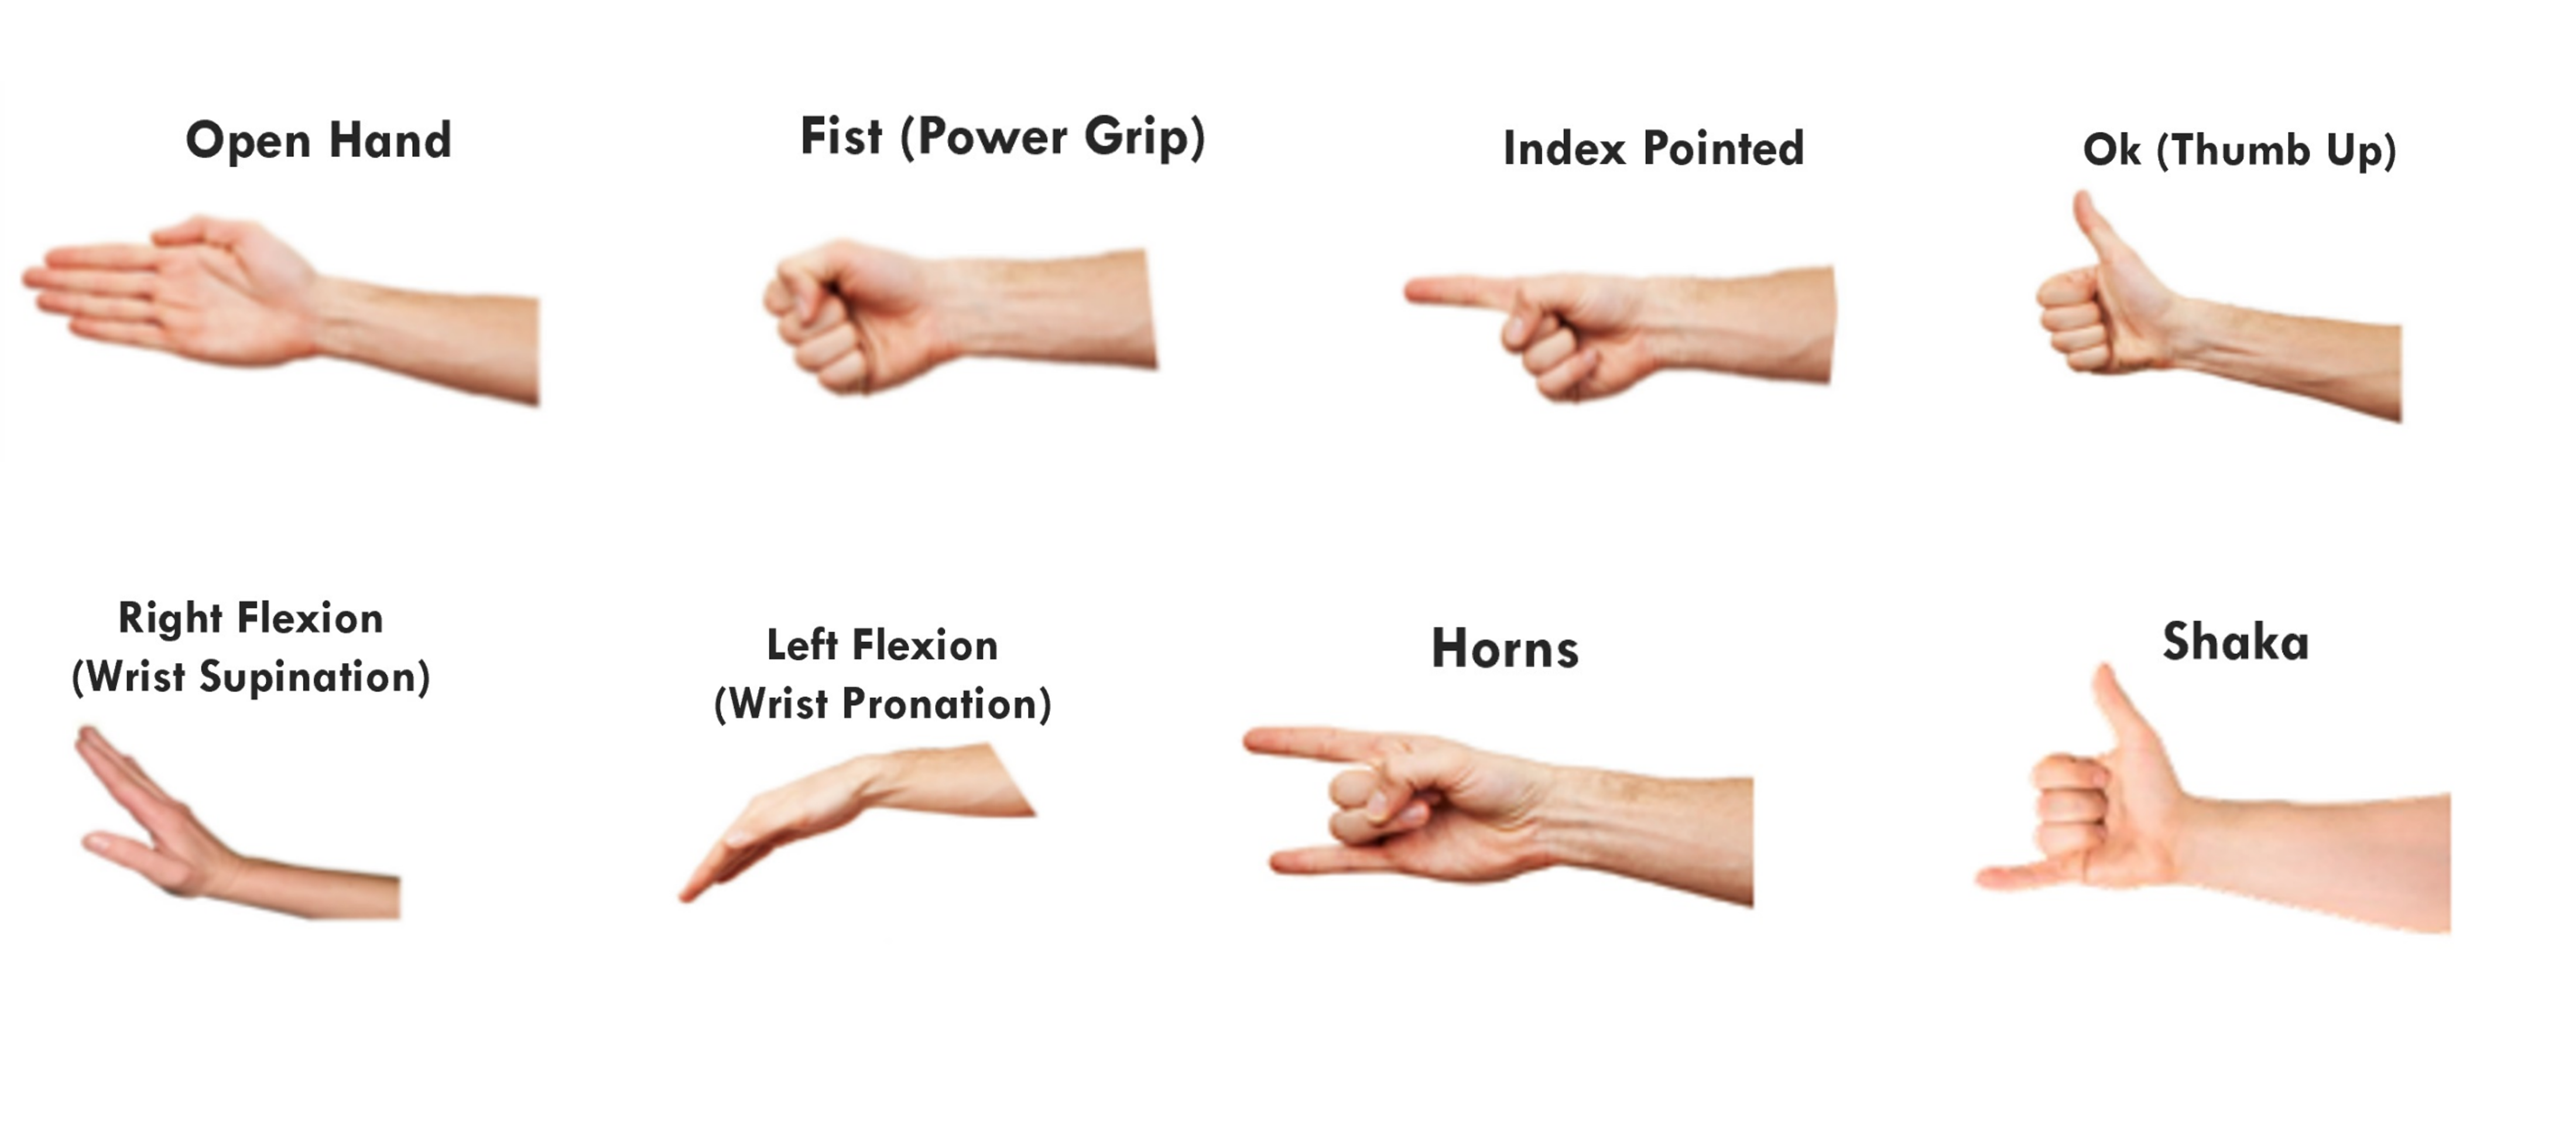 Open Hand
Fist (Power Grip)
Index Pointed
Ok (Thumb Up)
Right Flexion
(Wrist Supination)
Left Flexion
(Wrist Pronation)
Horns
Shaka